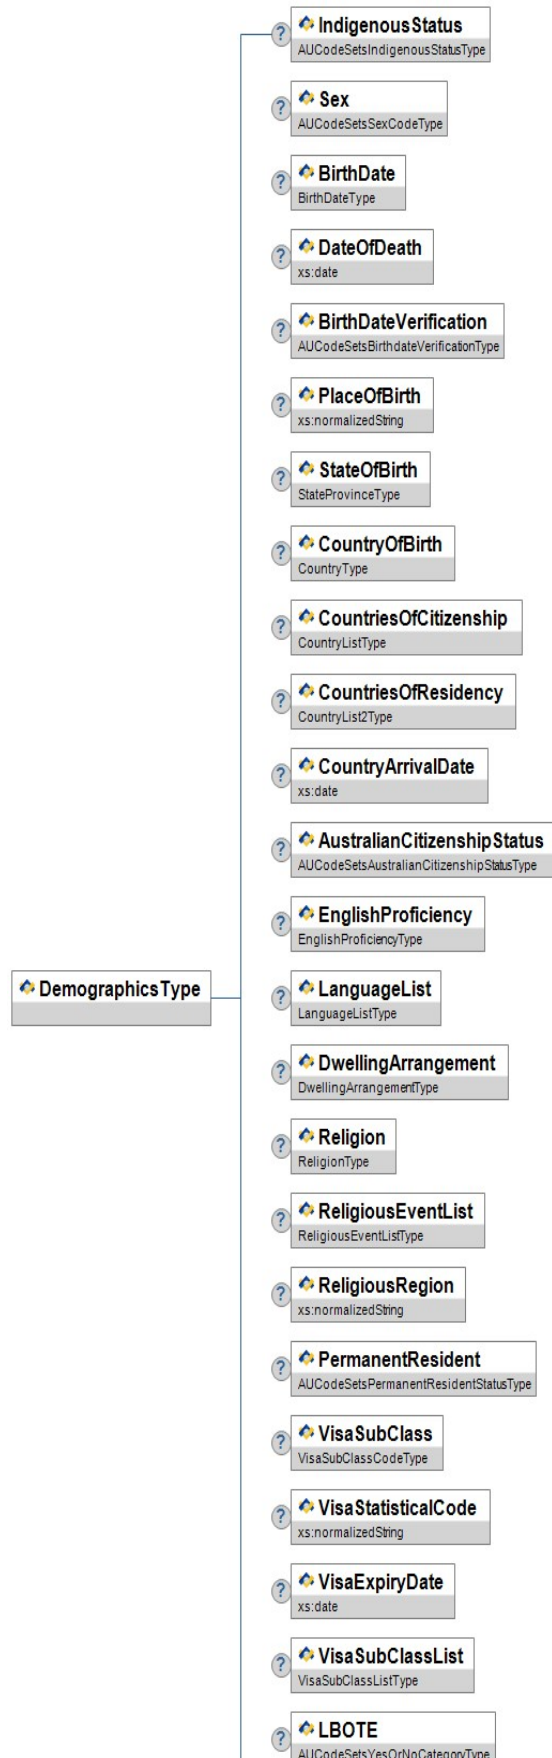 IndigenousStatus
AUCodeSetsIndigenousStatusType
?
Sex
AUCodeSetsSexCodeType
?
BirthDate
BirthDateType
?
DateOfDeath
xs:date
?
BirthDateVerification
AUCodeSetsBirthdateVerificationType
?
PlaceOfBirth
xs:normalizedString
?
StateOfBirth
StateProvinceType
?
CountryOfBirth
CountryType
?
CountriesOfCitizenship
CountryListType
?
CountriesOfResidency
CountryList2Type
?
CountryArrivalDate
xs:date
?
AustralianCitizenshipStatus
AUCodeSetsAustralianCitizenshipStatusType
?
EnglishProficiency
EnglishProficiencyType
?
DemographicsType
LanguageList
LanguageListType
?
DwellingArrangement
DwellingArrangementType
?
Religion
ReligionType
?
ReligiousEventList
ReligiousEventListType
?
ReligiousRegion
xs:normalizedString
?
PermanentResident
AUCodeSetsPermanentResidentStatusType
?
VisaSubClass
VisaSubClassCodeType
?
VisaStatisticalCode
xs:normalizedString
?
VisaExpiryDate
xs:date
?
VisaSubClassList
VisaSubClassListType
?
LBOTE
AUCodeSetsYesOrNoCategoryType
?